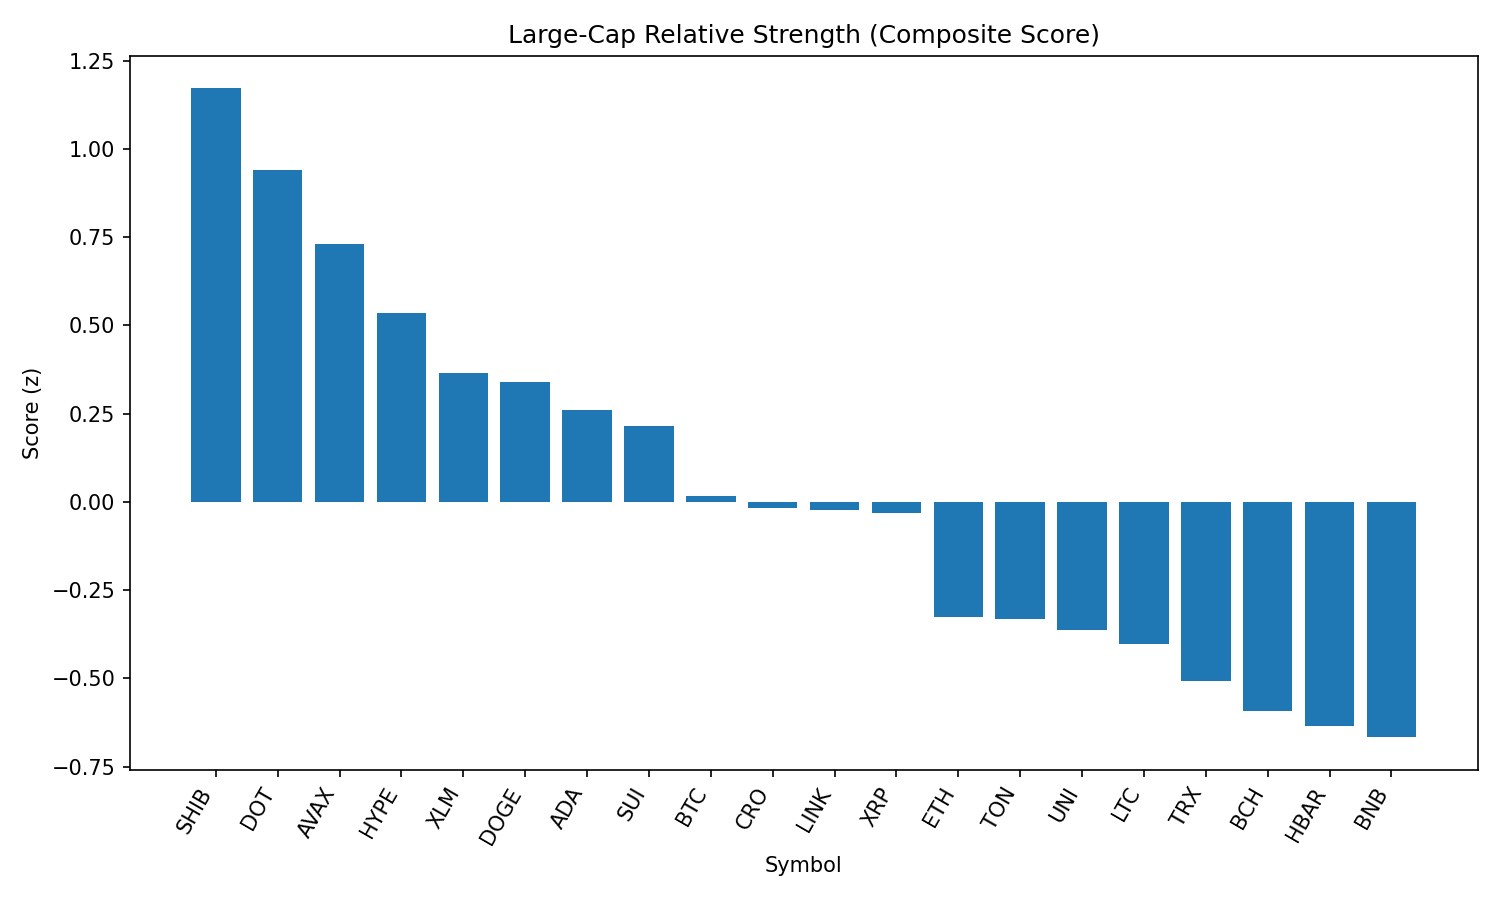 Large-Cap Relative Strength (Composite Score)
1.25
1.00
0.75
0.50
0.25
0.00
−0.25
−0.50
−0.75
Score (z)
SHIB
DOT
AVAX
HYPE
XLM
DOGE
ADA
SUI
BTC
CRO
LINK
XRP
ETH
TON
UNI
LTC
TRX
BCH
HBAR
BNB
Symbol